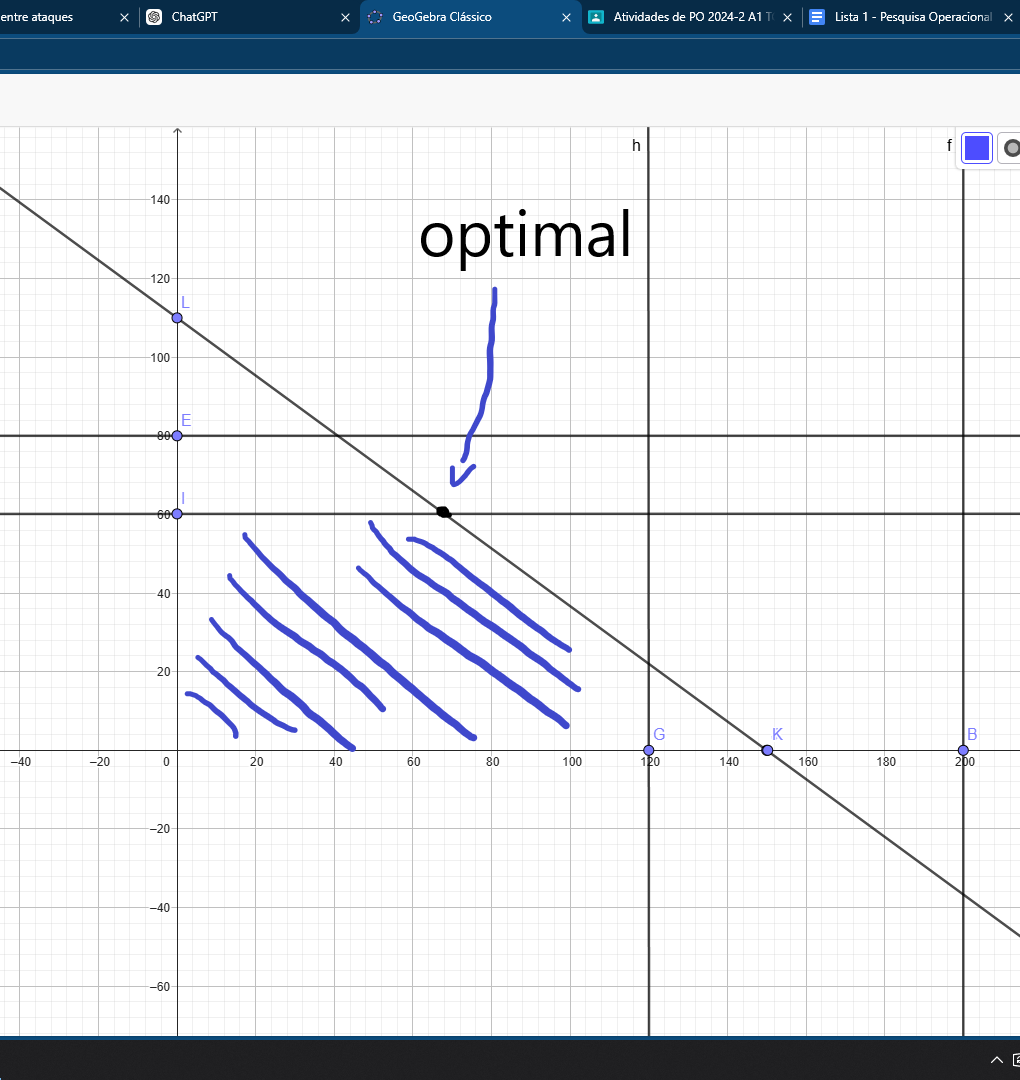 entre ataques
ChatGPT
GeoGebra Clássico
Atividades de PO 2024-2 A1
Lista 1 - Pesquisa Operacional
h
f
optimal
140
120
L
100
E
80
I
60
40
20
G
K
B
−40
−20
0
20
40
60
80
100
120
140
160
180
200
−20
−40
−60